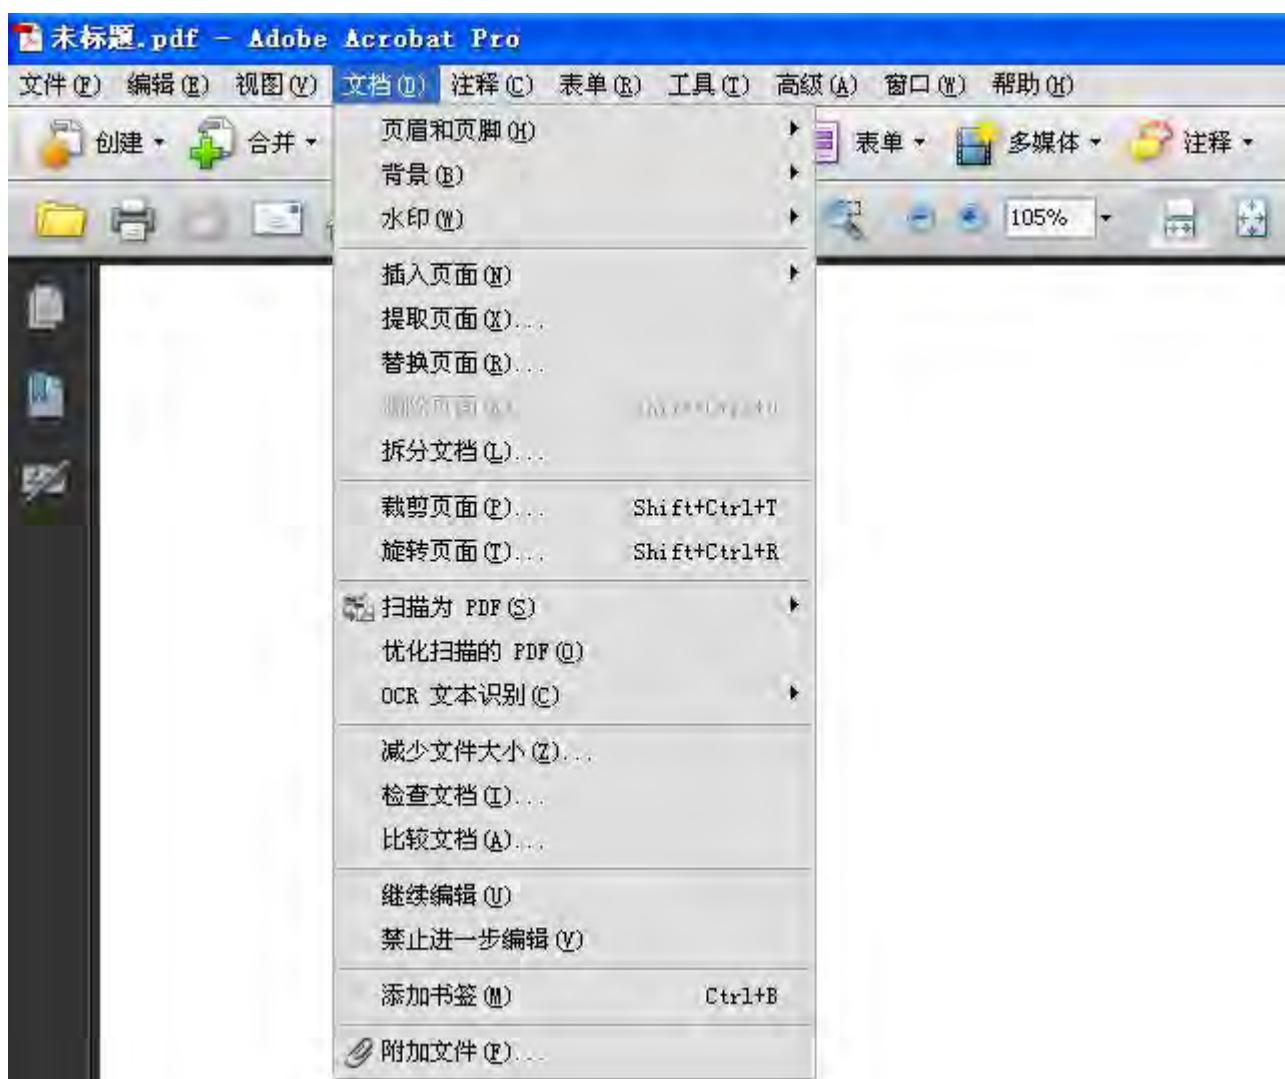 未标题.pdf - Adobe Acrobat Pro
文件(F) 编辑(E) 视图(V) 文档(D) 注释(C) 表单(R) 工具(T) 高级(A) 窗口(W) 帮助(H)
创建 合并 表单 多媒体 注释
105%
页眉和页脚(H)
背景(B)
水印(W)
插入页面(N)
提取页面(X)...
替换页面(R)...
删除页面
拆分文档(L)...
裁剪页面(P)... Shift+Ctrl+T
旋转页面(T)... Shift+Ctrl+R
扫描为 PDF(S)
优化扫描的 PDF(O)
OCR 文本识别(C)
减少文件大小(Z)...
检查文档(I)...
比较文档(A)...
继续编辑(U)
禁止进一步编辑(Y)
添加书签(M) Ctrl+B
附加文件(F)...